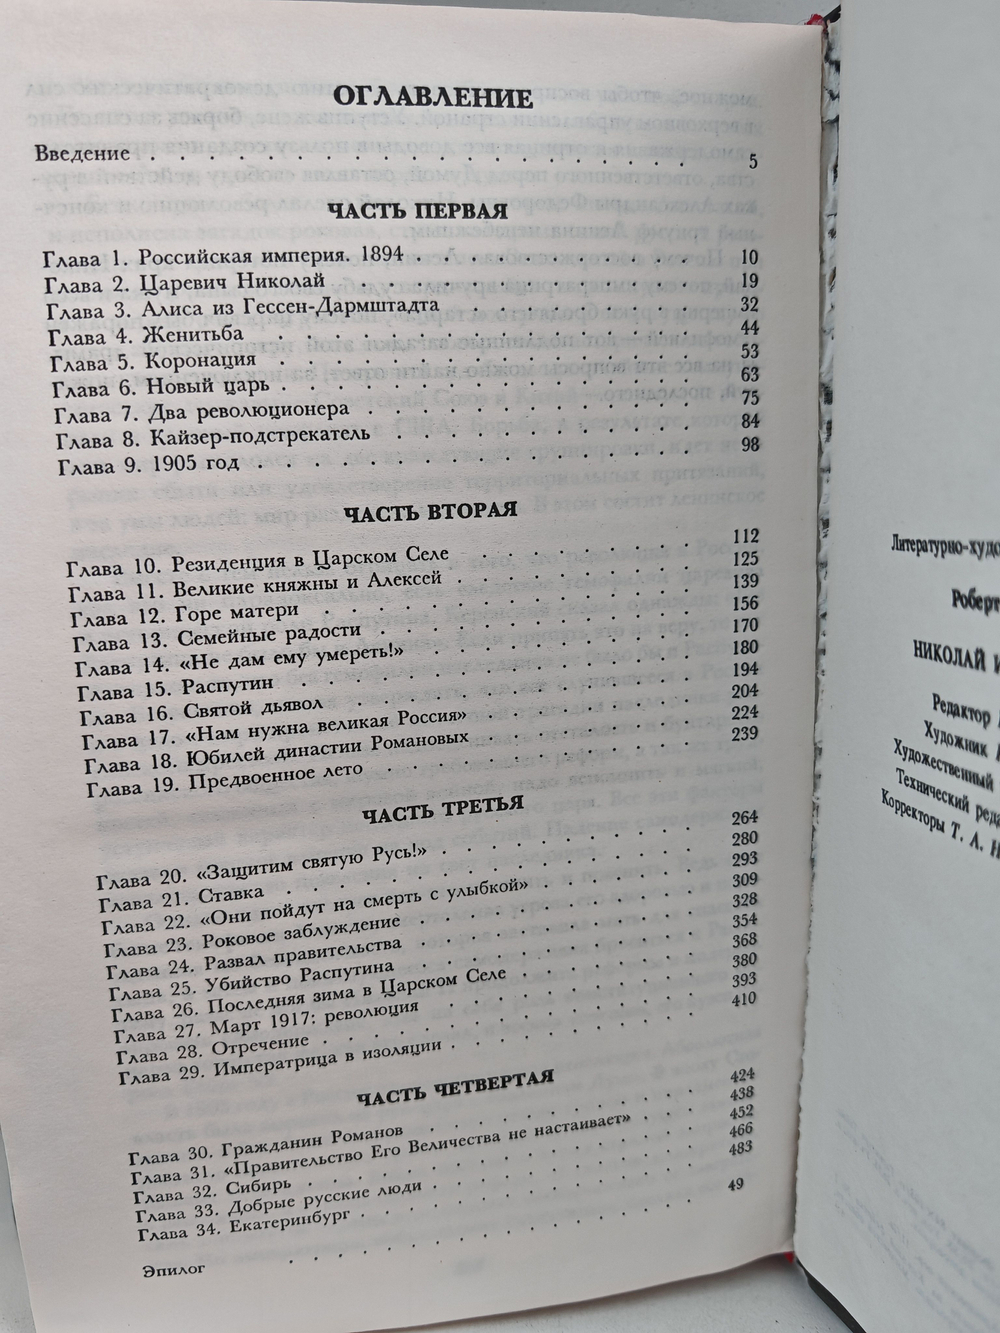 ОГЛАВЛЕНИЕ
Введение . . . . . . . . . . . . . . . . . . . 5
ЧАСТЬ ПЕРВАЯ
Глава 1. Российская империя. 1894 . . . . . . . . . . 10
Глава 2. Царевич Николай . . . . . . . . . . . . . 19
Глава 3. Алиса из Гессен-Дармштадта . . . . . . . . . 32
Глава 4. Женитьба . . . . . . . . . . . . . . . 44
Глава 5. Коронация . . . . . . . . . . . . . . . 53
Глава 6. Новый царь . . . . . . . . . . . . . . . 63
Глава 7. Два революционера . . . . . . . . . . . . 75
Глава 8. Кайзер-подстрекатель . . . . . . . . . . . 84
Глава 9. 1905 год . . . . . . . . . . . . . . . . 98
ЧАСТЬ ВТОРАЯ
Глава 10. Резиденция в Царском Селе . . . . . . . . 112
Глава 11. Великие княжны и Алексей . . . . . . . . . 125
Глава 12. Горе матери . . . . . . . . . . . . . 139
Глава 13. Семейные радости . . . . . . . . . . . 156
Глава 14. «Не дам ему умереть!» . . . . . . . . . . 170
Глава 15. Распутин . . . . . . . . . . . . . . 180
Глава 16. Святой дьявол . . . . . . . . . . . . 194
Глава 17. «Нам нужна великая Россия» . . . . . . . . 204
Глава 18. Юбилей династии Романовых . . . . . . . . 224
Глава 19. Предвоенное лето . . . . . . . . . . . 239
ЧАСТЬ ТРЕТЬЯ
Глава 20. «Защитим святую Русь!» . . . . . . . . . 264
Глава 21. Ставка . . . . . . . . . . . . . . 280
Глава 22. «Они пойдут на смерть с улыбкой» . . . . . . 293
Глава 23. Роковое заблуждение . . . . . . . . . . 309
Глава 24. Развал правительства . . . . . . . . . . 328
Глава 25. Убийство Распутина . . . . . . . . . . 354
Глава 26. Последняя зима в Царском Селе . . . . . . . 368
Глава 27. Март 1917: революция . . . . . . . . . 380
Глава 28. Отречение . . . . . . . . . . . . . 393
Глава 29. Императрица в изоляции . . . . . . . . . 410
ЧАСТЬ ЧЕТВЕРТАЯ
Глава 30. Гражданин Романов . . . . . . . . . . 424
Глава 31. «Правительство Его Величества не настаивает» . . . 438
Глава 32. Сибирь . . . . . . . . . . . . . . 452
Глава 33. Добрые русские люди . . . . . . . . . . 466
Глава 34. Екатеринбург . . . . . . . . . . . . 483
Эпилог . . . . . . . . . . . . . . . . 49
Литературно-худо
Роберт
НИКОЛАЙ И
Редактор
Художник
Художественный
Технический реда
Корректоры Т. А. Н